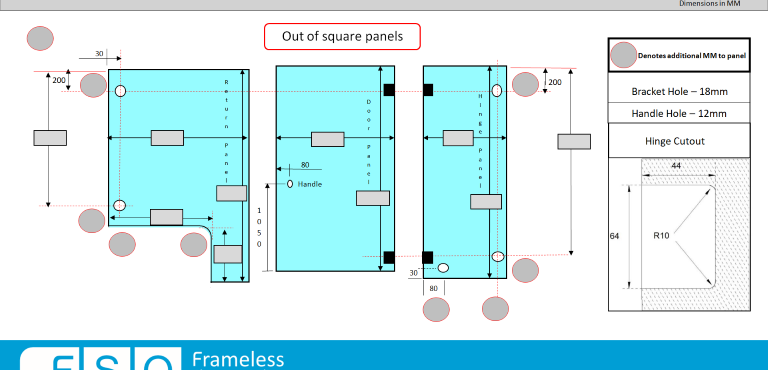 Dimensions in MM
Out of square panels
30
200
Return Panel
Door Panel
Hinge Panel
200
80
Handle
1050
30
80
Denotes additional MM to panel
Bracket Hole – 18mm
Handle Hole – 12mm
Hinge Cutout
44
64
R10
ESQ
Frameless